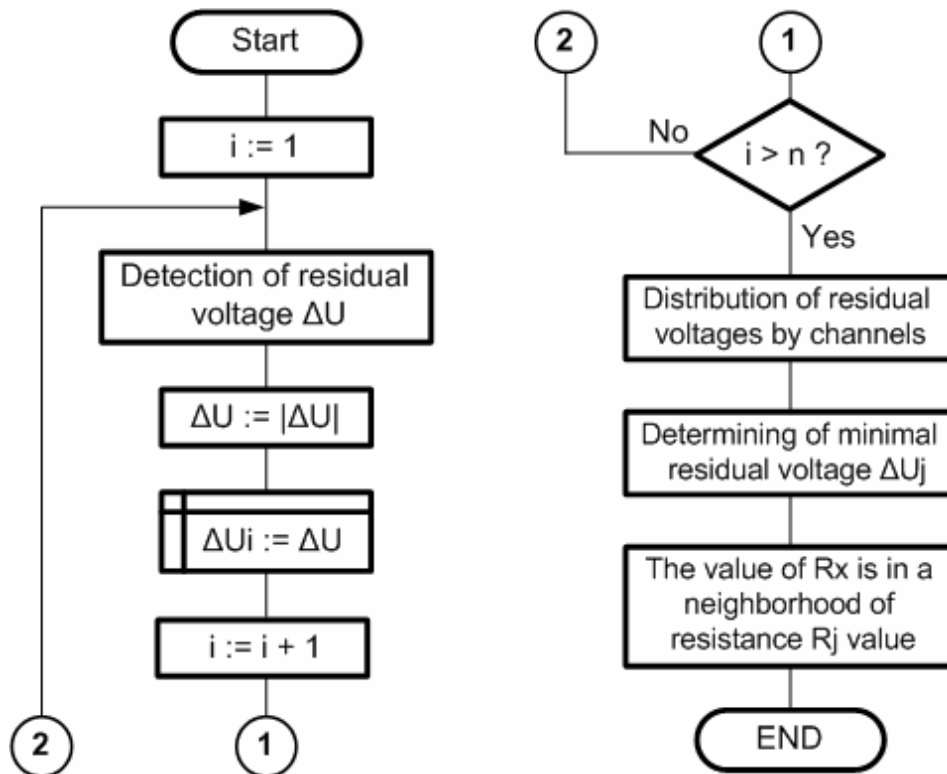 Start
i := 1
Detection of residual
voltage ΔU
ΔU := |ΔU|
ΔUi := ΔU
i := i + 1
2
1
2
1
No
i > n ?
Yes
Distribution of residual
voltages by channels
Determining of minimal
residual voltage ΔUj
The value of Rx is in a
neighborhood of
resistance Rj value
END